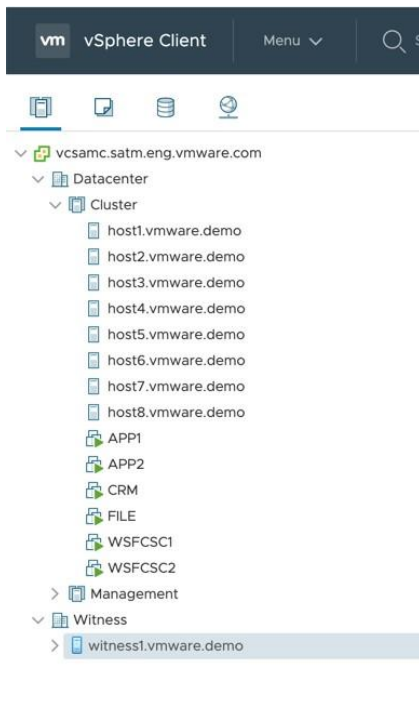 vm vSphere Client Menu
vcsamc.satm.eng.vmware.com
Datacenter
Cluster
host1.vmware.demo
host2.vmware.demo
host3.vmware.demo
host4.vmware.demo
host5.vmware.demo
host6.vmware.demo
host7.vmware.demo
host8.vmware.demo
APP1
APP2
CRM
FILE
WSFCSC1
WSFCSC2
Management
Witness
witness1.vmware.demo